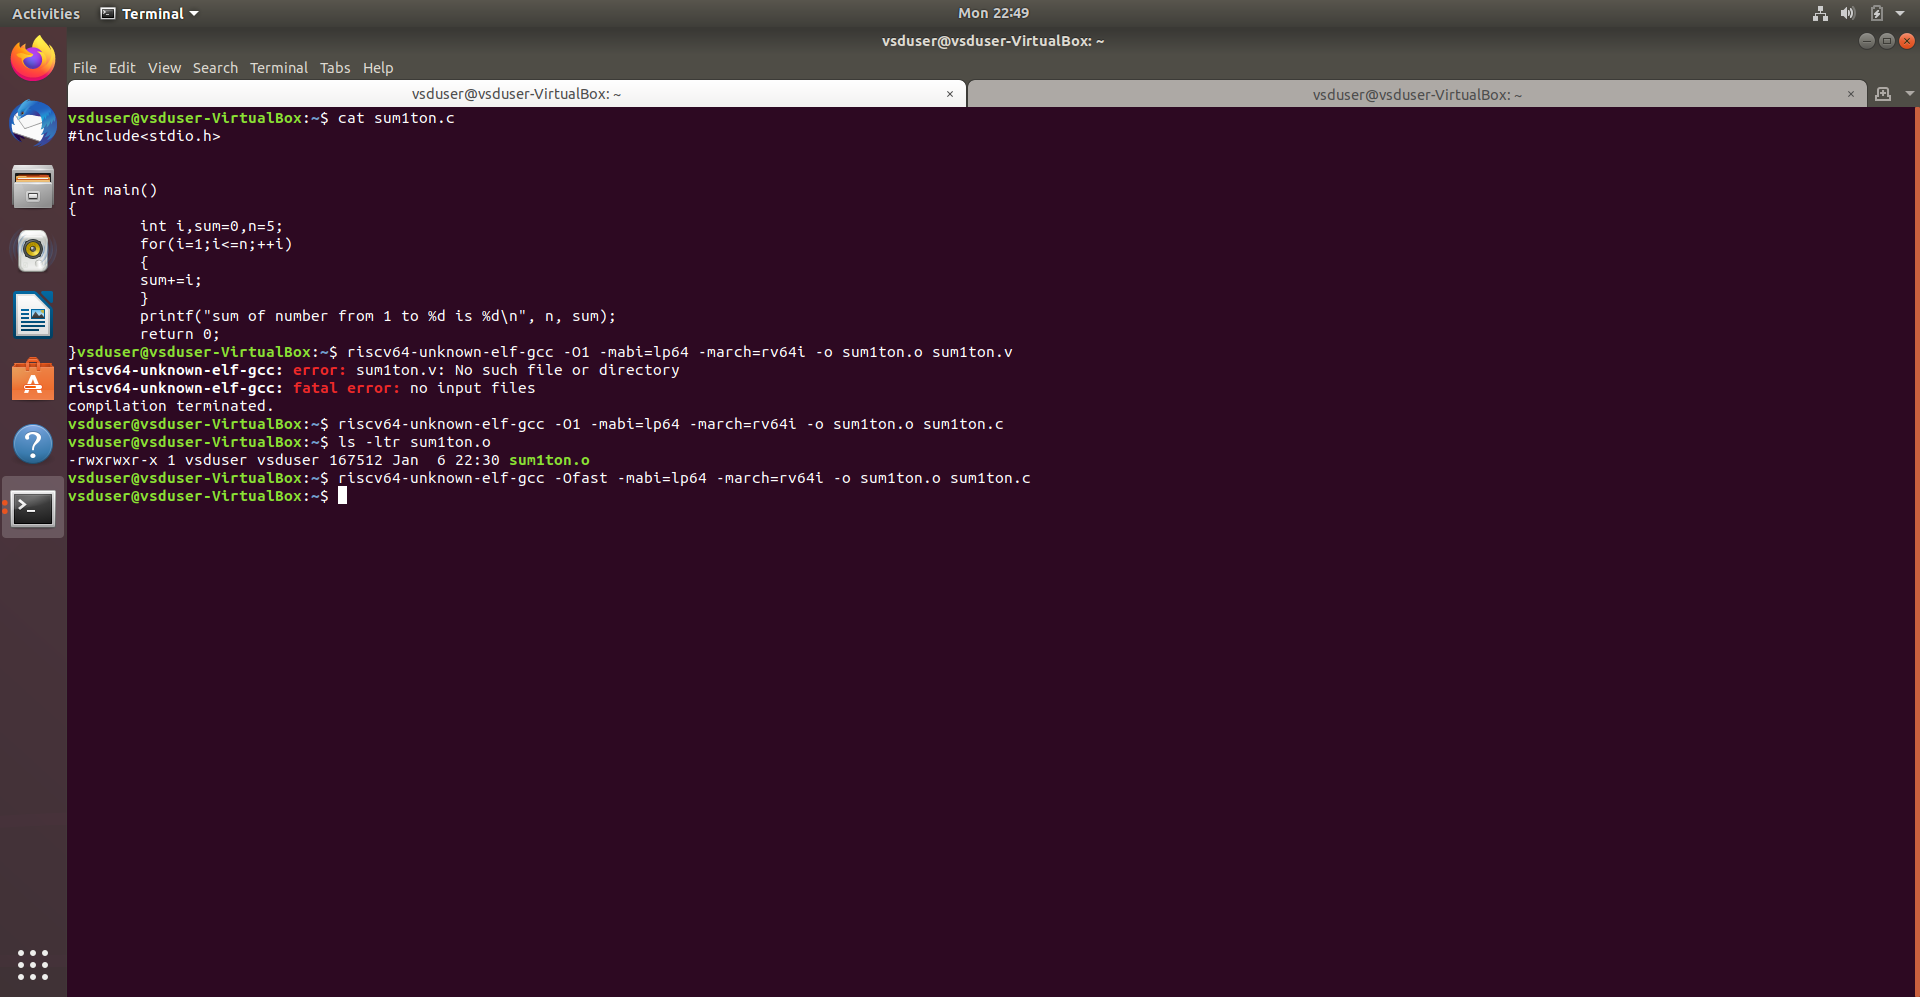 Activities Terminal Mon 22:49
vsduser@vsduser-VirtualBox: ~
File Edit View Search Terminal Tabs Help
vsduser@vsduser-VirtualBox: ~ × vsduser@vsduser-VirtualBox: ~ ×
vsduser@vsduser-VirtualBox:~$ cat sum1ton.c
#include<stdio.h>
int main()
{
        int i,sum=0,n=5;
        for(i=1;i<=n;++i)
        {
        sum+=i;
        }
        printf("sum of number from 1 to %d is %d\n", n, sum);
        return 0;
}vsduser@vsduser-VirtualBox:~$ riscv64-unknown-elf-gcc -O1 -mabi=lp64 -march=rv64i -o sum1ton.o sum1ton.v
riscv64-unknown-elf-gcc: error: sum1ton.v: No such file or directory
riscv64-unknown-elf-gcc: fatal error: no input files
compilation terminated.
vsduser@vsduser-VirtualBox:~$ riscv64-unknown-elf-gcc -O1 -mabi=lp64 -march=rv64i -o sum1ton.o sum1ton.c
vsduser@vsduser-VirtualBox:~$ ls -ltr sum1ton.o
-rwxrwxr-x 1 vsduser vsduser 167512 Jan  6 22:30 sum1ton.o
vsduser@vsduser-VirtualBox:~$ riscv64-unknown-elf-gcc -Ofast -mabi=lp64 -march=rv64i -o sum1ton.o sum1ton.c
vsduser@vsduser-VirtualBox:~$